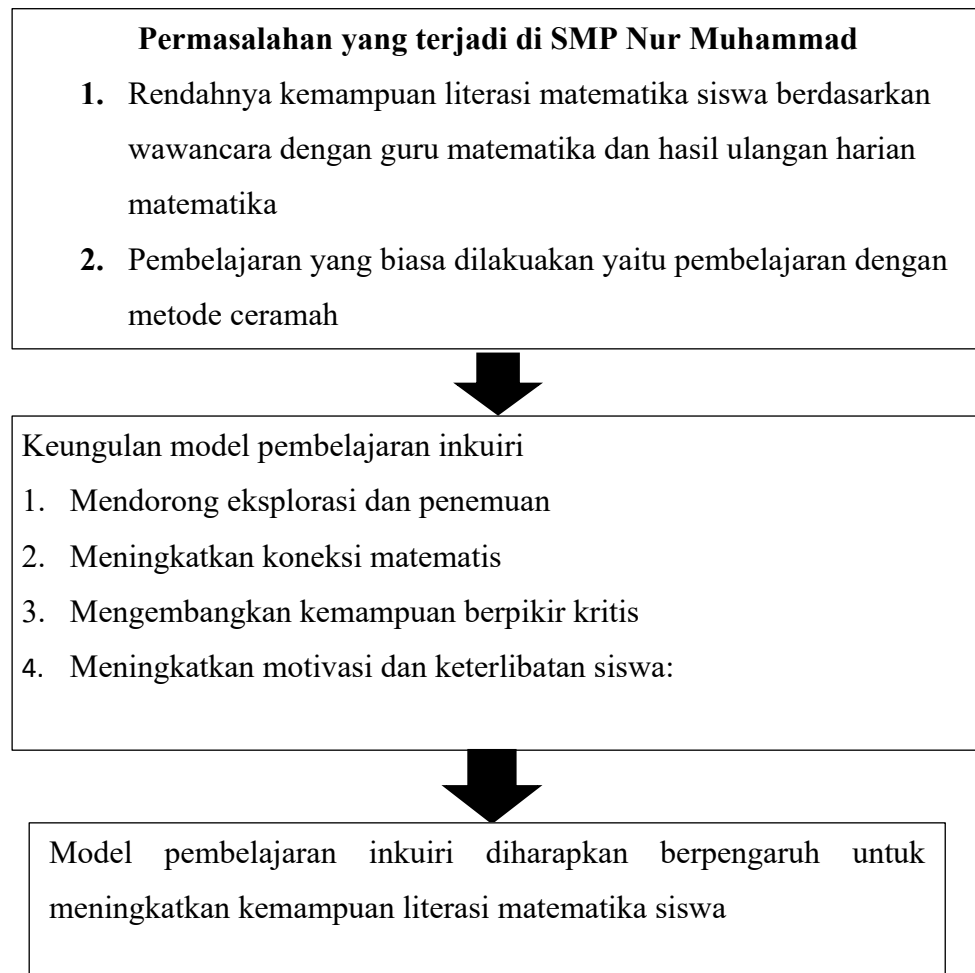 Permasalahan yang terjadi di SMP Nur Muhammad
1. Rendahnya kemampuan literasi matematika siswa berdasarkan
wawancara dengan guru matematika dan hasil ulangan harian
matematika
2. Pembelajaran yang biasa dilakuakan yaitu pembelajaran dengan
metode ceramah
Keungulan model pembelajaran inkuiri
1. Mendorong eksplorasi dan penemuan
2. Meningkatkan koneksi matematis
3. Mengembangkan kemampuan berpikir kritis
4. Meningkatkan motivasi dan keterlibatan siswa:
Model pembelajaran inkuiri diharapkan berpengaruh untuk
meningkatkan kemampuan literasi matematika siswa